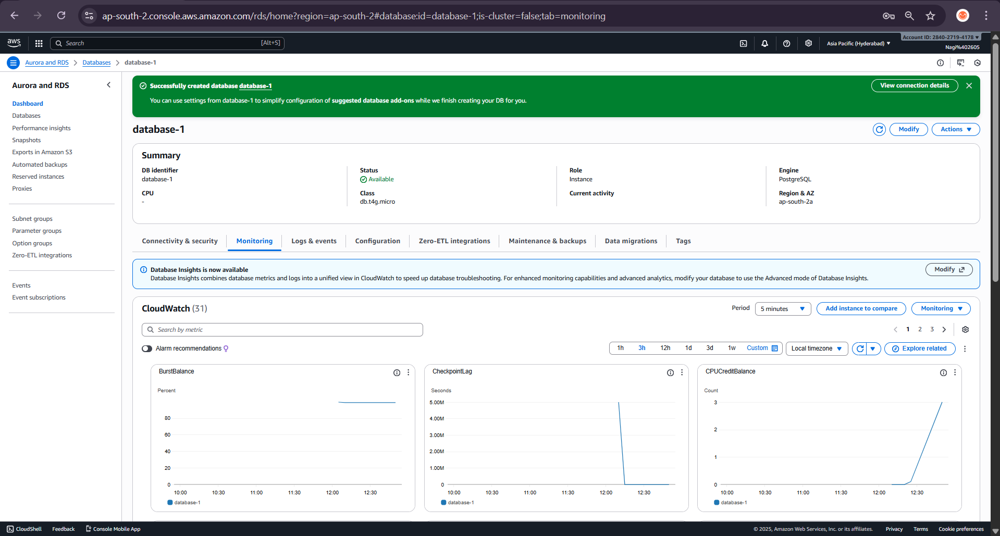 ap-south-2.console.aws.amazon.com/rds/home?region=ap-south-2#database:id=database-1;is-cluster=false;tab=monitoring
aws
Search [Alt+S]
Asia Pacific (Hyderabad)
Account ID: 2840-2719-4178
Nagi%402605
Aurora and RDS > Databases > database-1
Aurora and RDS
Dashboard
Databases
Performance insights
Snapshots
Exports in Amazon S3
Automated backups
Reserved instances
Proxies
Subnet groups
Parameter groups
Option groups
Zero-ETL integrations
Events
Event subscriptions
Successfully created database database-1
View connection details
You can use settings from database-1 to simplify configuration of suggested database add-ons while we finish creating your DB for you.
database-1
Modify
Actions
Summary
DB identifier
database-1
CPU
-
Status
Available
Class
db.t4g.micro
Role
Instance
Current activity
Engine
PostgreSQL
Region & AZ
ap-south-2a
Connectivity & security
Monitoring
Logs & events
Configuration
Zero-ETL integrations
Maintenance & backups
Data migrations
Tags
Database Insights is now available
Database Insights combines database metrics and logs into a unified view in CloudWatch to speed up database troubleshooting. For enhanced monitoring capabilities and advanced analytics, modify your database to use the Advanced mode of Database Insights.
Modify
CloudWatch (31)
Period
5 minutes
Add instance to compare
Monitoring
Search by metric
1 2 3
Alarm recommendations
1h 3h 12h 1d 3d 1w Custom
Local timezone
Explore related
BurstBalance
Percent
80
60
40
20
0
10:00 10:30 11:00 11:30 12:00 12:30
database-1
CheckpointLag
Seconds
5.00M
4.00M
3.00M
2.00M
1.00M
0
10:00 10:30 11:00 11:30 12:00 12:30
database-1
CPUCreditBalance
Count
3
2
1
0
10:00 10:30 11:00 11:30 12:00 12:30
database-1
CloudShell
Feedback
Console Mobile App
© 2025, Amazon Web Services, Inc. or its affiliates.
Privacy
Terms
Cookie preferences